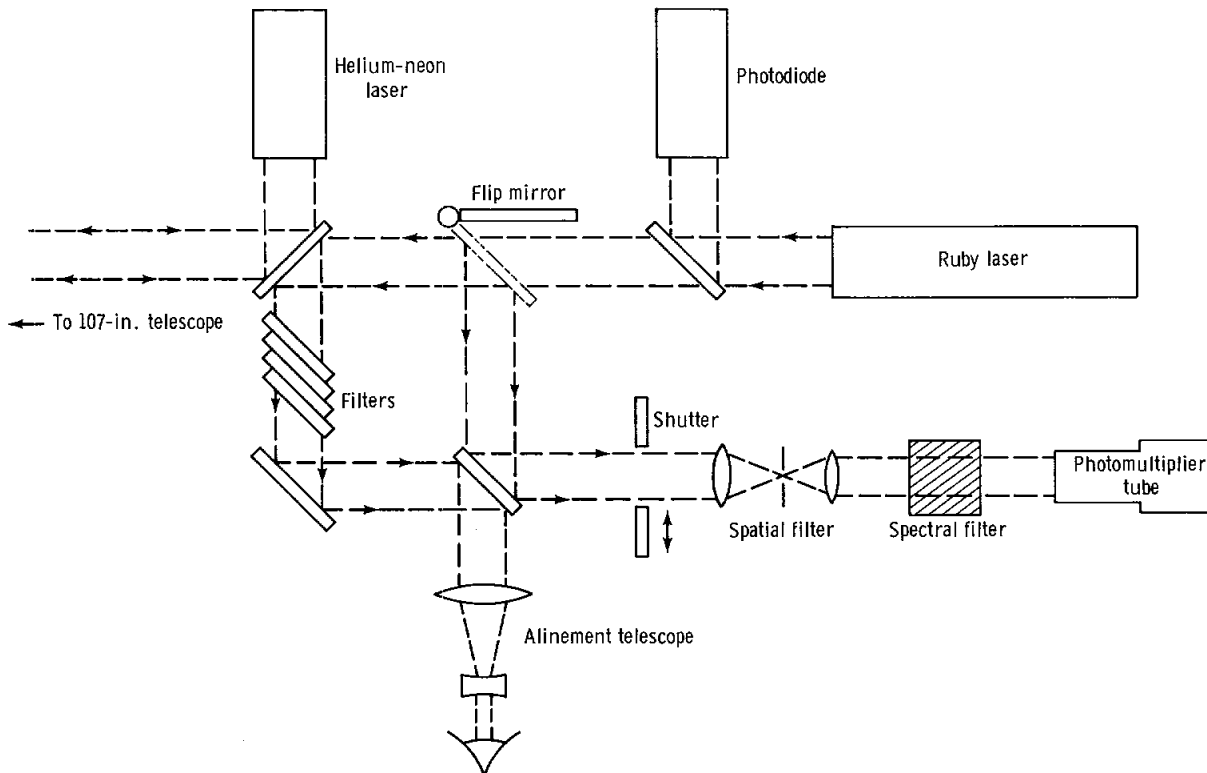 Helium-neon
laser
Photodiode
Flip mirror
Ruby laser
To 107-in. telescope
Filters
Shutter
Photomultiplier
tube
Spatial filter
Spectral filter
Alinement telescope